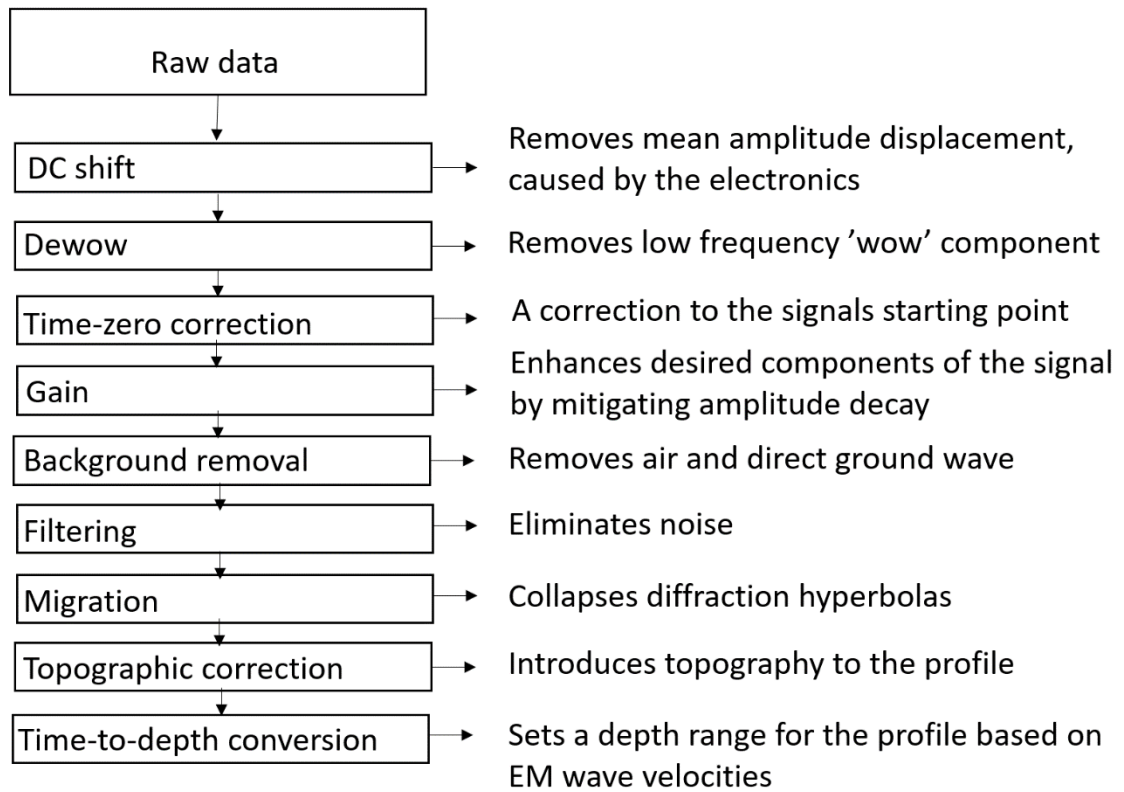 Raw data
DC shift
Removes mean amplitude displacement,
caused by the electronics
Dewow
Removes low frequency ’wow’ component
Time-zero correction
A correction to the signals starting point
Gain
Enhances desired components of the signal
by mitigating amplitude decay
Background removal
Removes air and direct ground wave
Filtering
Eliminates noise
Migration
Collapses diffraction hyperbolas
Topographic correction
Introduces topography to the profile
Time-to-depth conversion
Sets a depth range for the profile based on
EM wave velocities